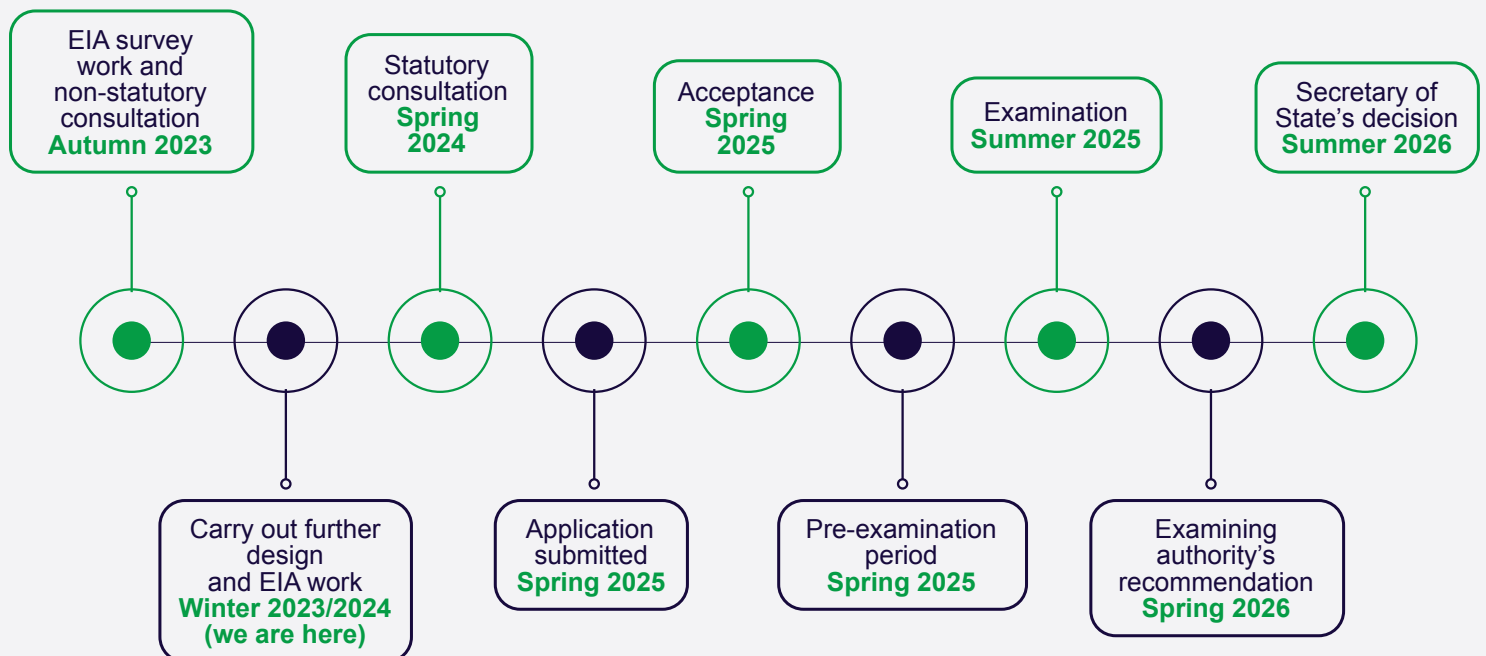 EIA survey
work and
non-statutory
consultation
Autumn 2023
Carry out further
design
and EIA work
Winter 2023/2024
(we are here)
Statutory
consultation
Spring
2024
Application
submitted
Spring 2025
Acceptance
Spring
2025
Pre-examination
period
Spring 2025
Examination
Summer 2025
Examining
authority’s
recommendation
Spring 2026
Secretary of
State’s decision
Summer 2026